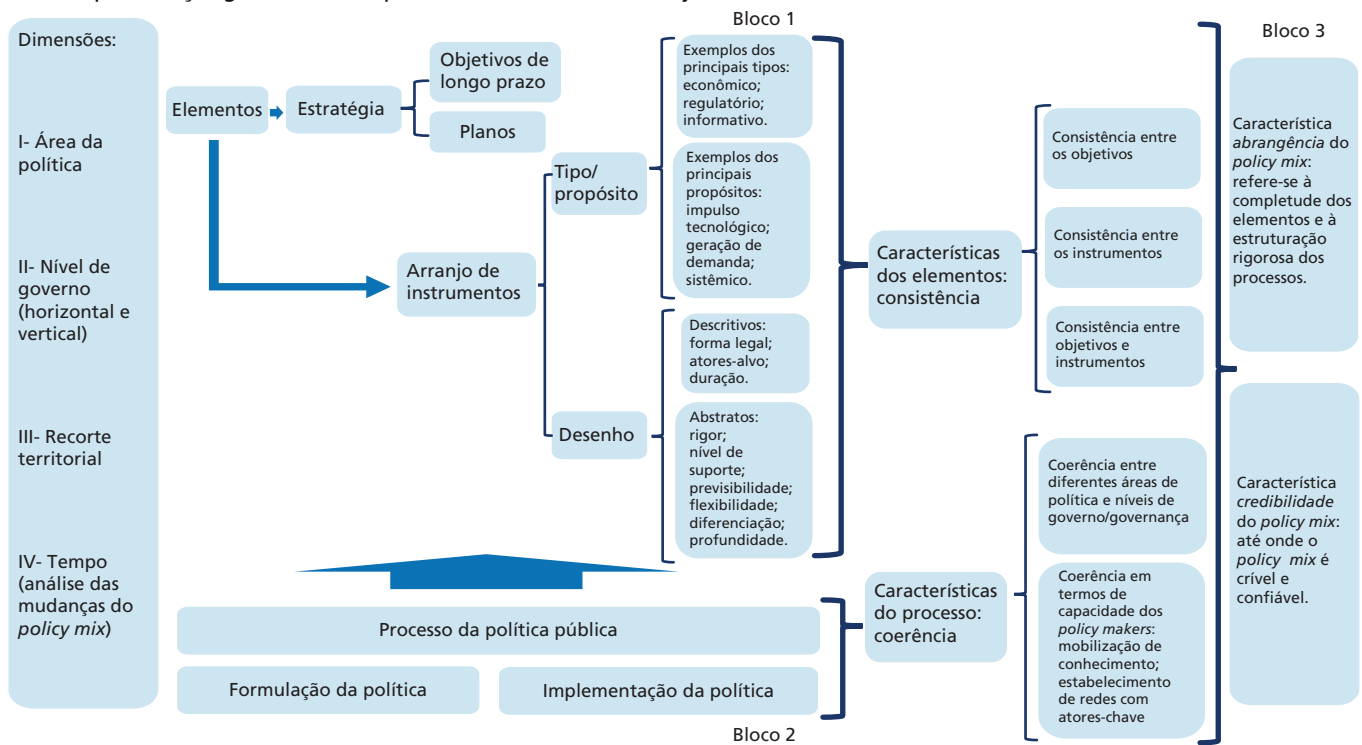 Dimensões:
I- Área da
política
II- Nível de
governo
(horizontal e
vertical)
III- Recorte
territorial
IV- Tempo
(análise das
mudanças do
policy mix)
Elementos
Estratégia
Objetivos de
longo prazo
Planos
Arranjo de
instrumentos
Tipo/
propósito
Desenho
Bloco 1
Exemplos dos
principais tipos:
econômico;
regulatório;
informativo.
Exemplos dos
principais
propósitos:
impulso
tecnológico;
geração de
demanda;
sistêmico.
Descritivos:
forma legal;
atores-alvo;
duração.
Abstratos:
rigor;
nível de
suporte;
previsibilidade;
flexibilidade;
diferenciação;
profundidade.
Processo da política pública
Formulação da política
Implementação da política
Bloco 2
Características
dos elementos:
consistência
Características
do processo:
coerência
Consistência entre
os objetivos
Consistência entre
os instrumentos
Consistência entre
objetivos e
instrumentos
Coerência entre
diferentes áreas de
política e níveis de
governo/governança
Coerência em
termos de
capacidade dos
policy makers:
mobilização de
conhecimento;
estabelecimento
de redes com
atores-chave
Bloco 3
Característica
abrangência do
policy mix:
refere-se à
completude dos
elementos e à
estruturação
rigorosa dos
processos.
Característica
credibilidade
do policy mix:
até onde o
policy mix é
crível e
confiável.